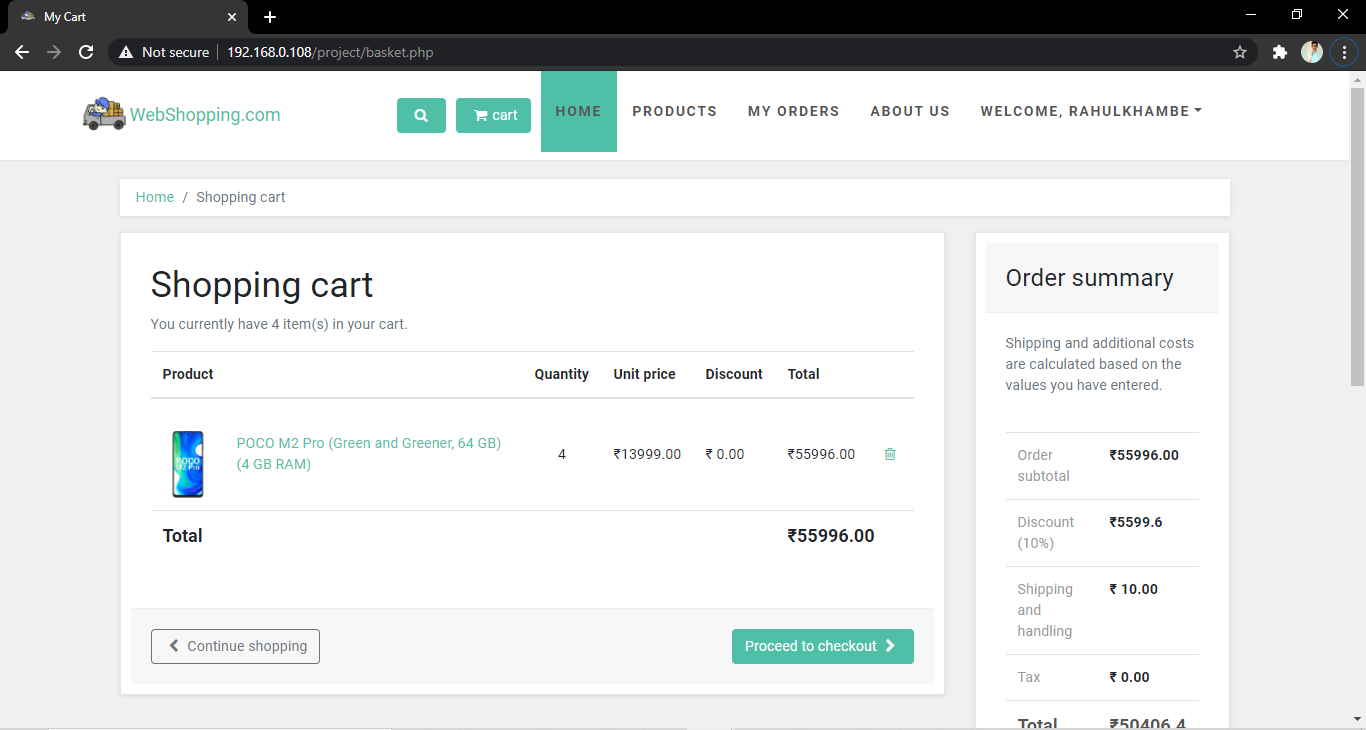 My Cart
Not secure 192.168.0.108/project/basket.php
WebShopping.com
cart
HOME
PRODUCTS
MY ORDERS
ABOUT US
WELCOME, RAHULKHAMBE
Home / Shopping cart
Shopping cart
You currently have 4 item(s) in your cart.
Product Quantity Unit price Discount Total
POCO M2 Pro
POCO M2 Pro (Green and Greener, 64 GB)
(4 GB RAM)
4 ₹13999.00 ₹ 0.00 ₹55996.00
Total ₹55996.00
Continue shopping
Proceed to checkout
Order summary
Shipping and additional costs
are calculated based on the
values you have entered.
Order ₹55996.00
subtotal
Discount ₹5599.6
(10%)
Shipping ₹ 10.00
and
handling
Tax ₹ 0.00
Total ₹50406.4